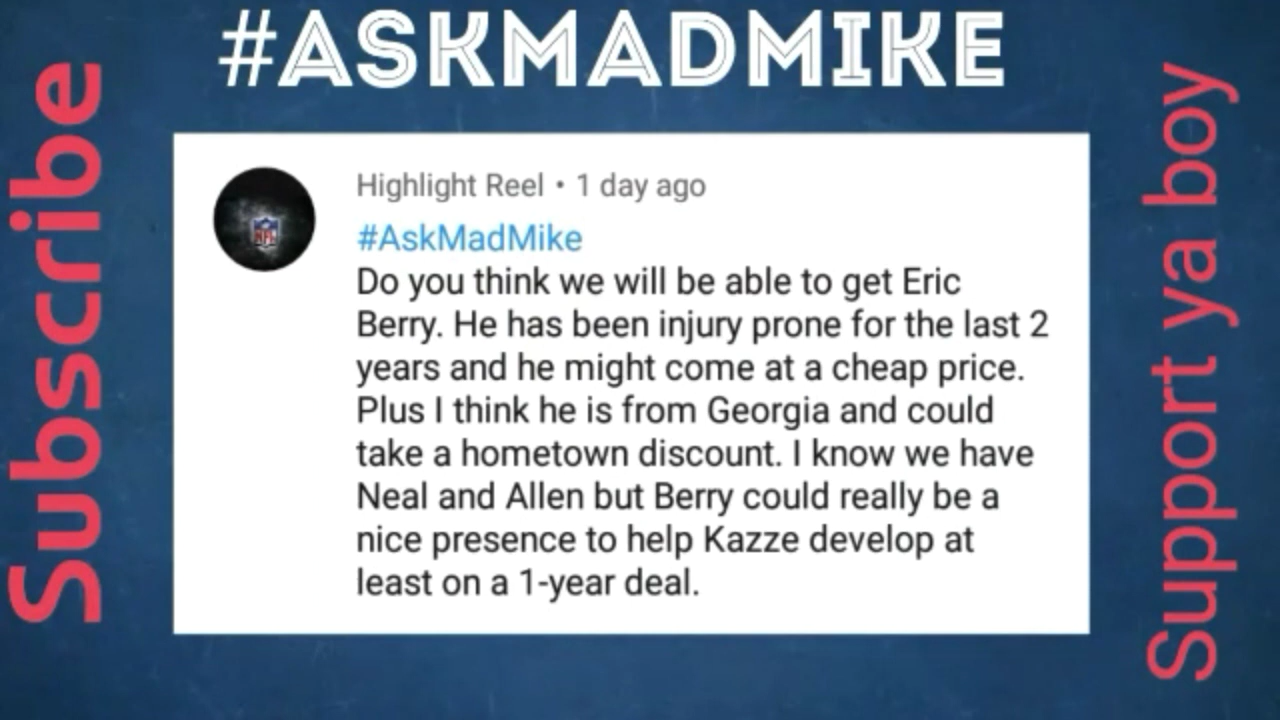 #ASKMADMIKE
Subscribe
Highlight Reel • 1 day ago
NFL
#AskMadMike
Do you think we will be able to get Eric
Berry. He has been injury prone for the last 2
years and he might come at a cheap price.
Plus I think he is from Georgia and could
take a hometown discount. I know we have
Neal and Allen but Berry could really be a
nice presence to help Kazze develop at
least on a 1-year deal.
Support ya boy